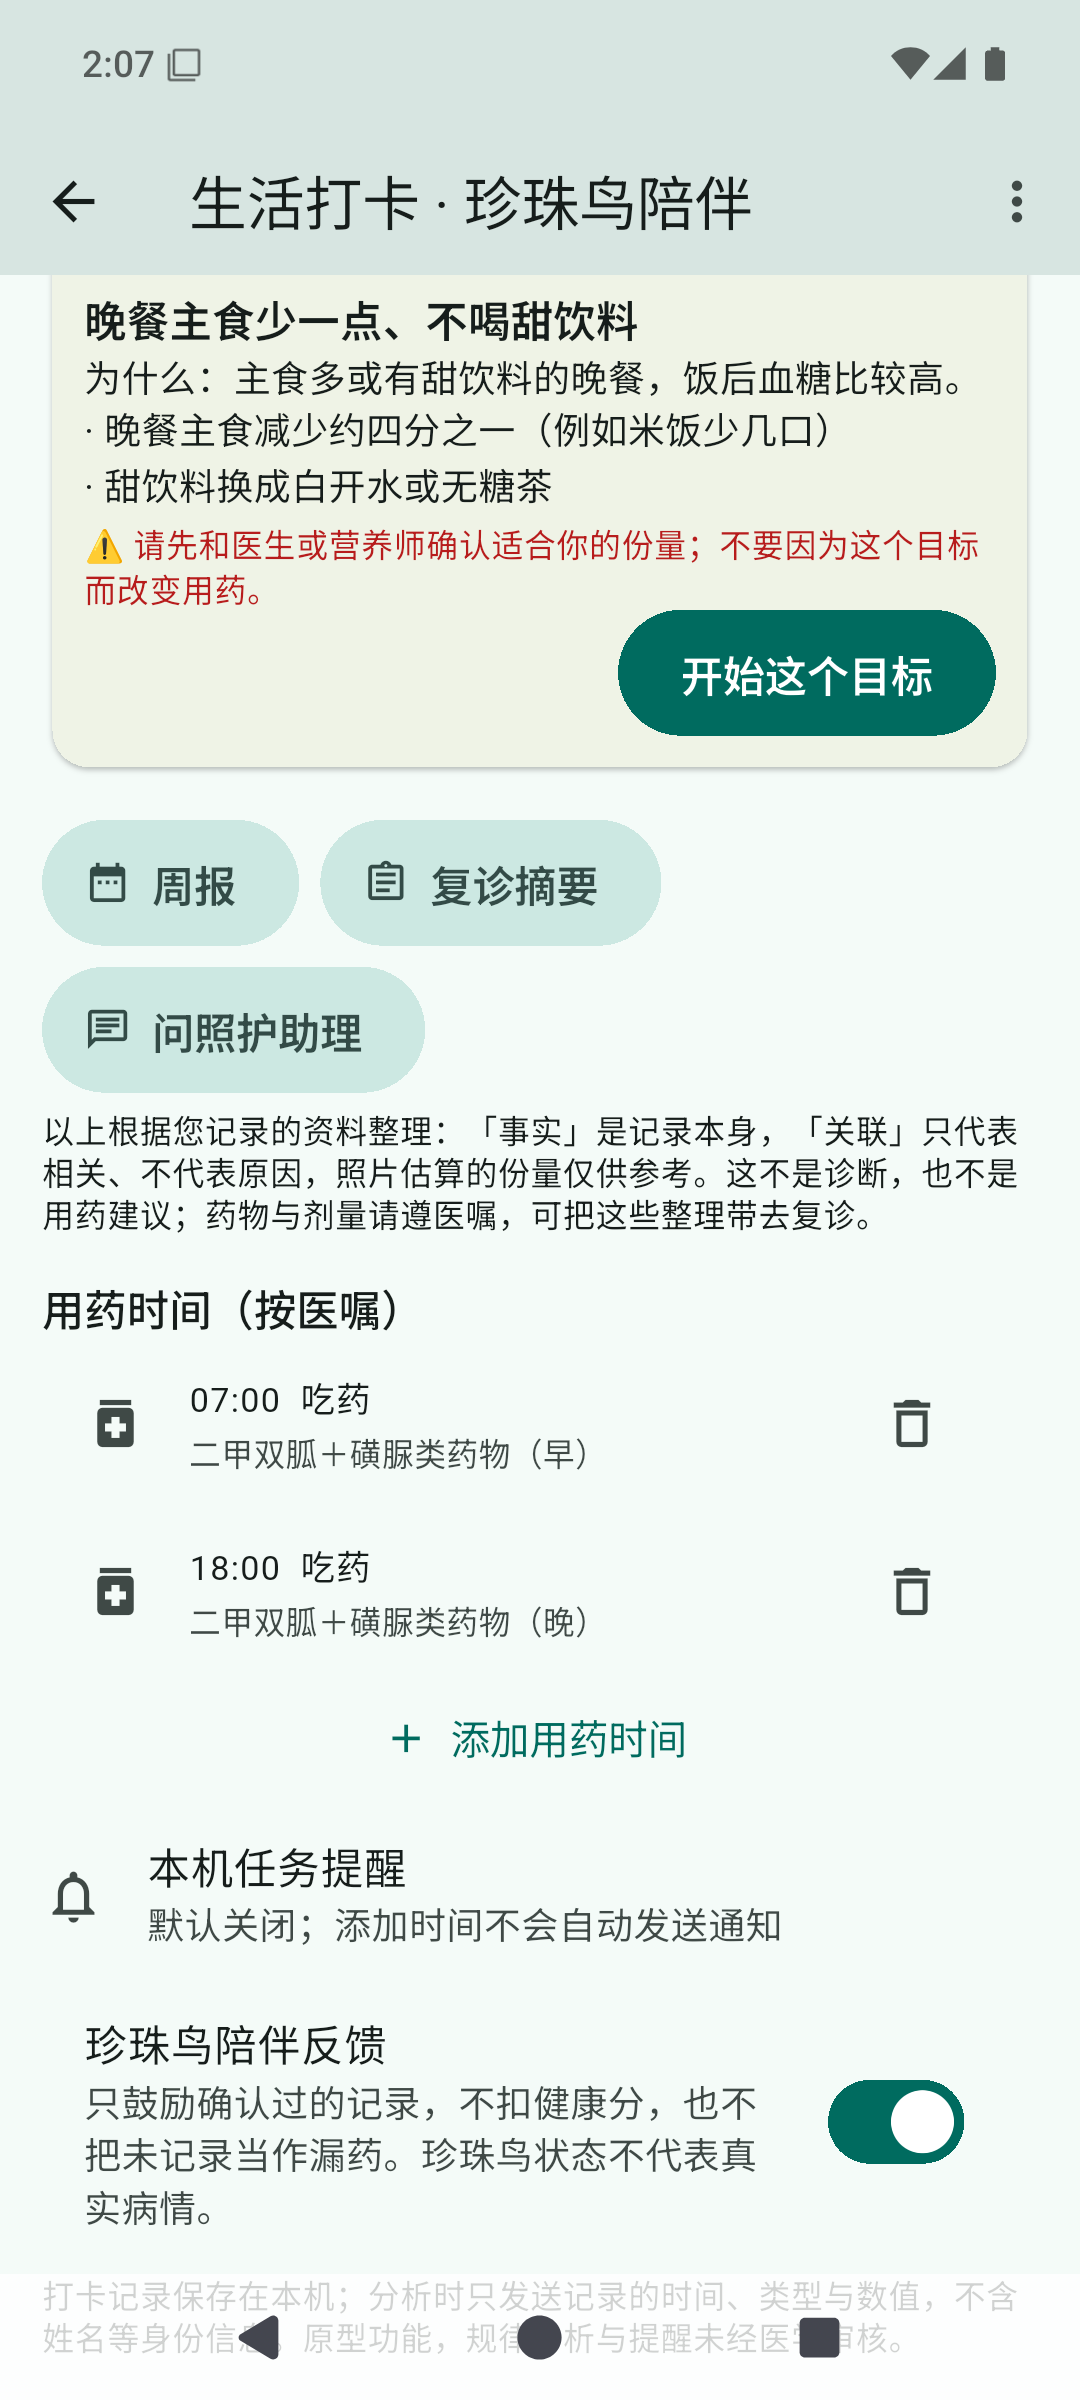 2:07
生活打卡 · 珍珠鸟陪伴
晚餐主食少一点、不喝甜饮料
为什么：主食多或有甜饮料的晚餐，饭后血糖比较高。
· 晚餐主食减少约四分之一（例如米饭少几口）
· 甜饮料换成白开水或无糖茶
⚠️ 请先和医生或营养师确认适合你的份量；不要因为这个目标
而改变用药。
开始这个目标
周报
复诊摘要
问照护助理
以上根据您记录的资料整理：「事实」是记录本身，「关联」只代表
相关、不代表原因，照片估算的份量仅供参考。这不是诊断，也不是
用药建议；药物与剂量请遵医嘱，可把这些整理带去复诊。
用药时间（按医嘱）
07:00 吃药
二甲双胍＋磺脲类药物（早）
18:00 吃药
二甲双胍＋磺脲类药物（晚）
+ 添加用药时间
本机任务提醒
默认关闭；添加时间不会自动发送通知
珍珠鸟陪伴反馈
只鼓励确认过的记录，不扣健康分，也不
把未记录当作漏药。珍珠鸟状态不代表真
实病情。
打卡记录保存在本机；分析时只发送记录的时间、类型与数值，不含
姓名等身份信 。原型功能，规律 析与提醒未经医 审核。